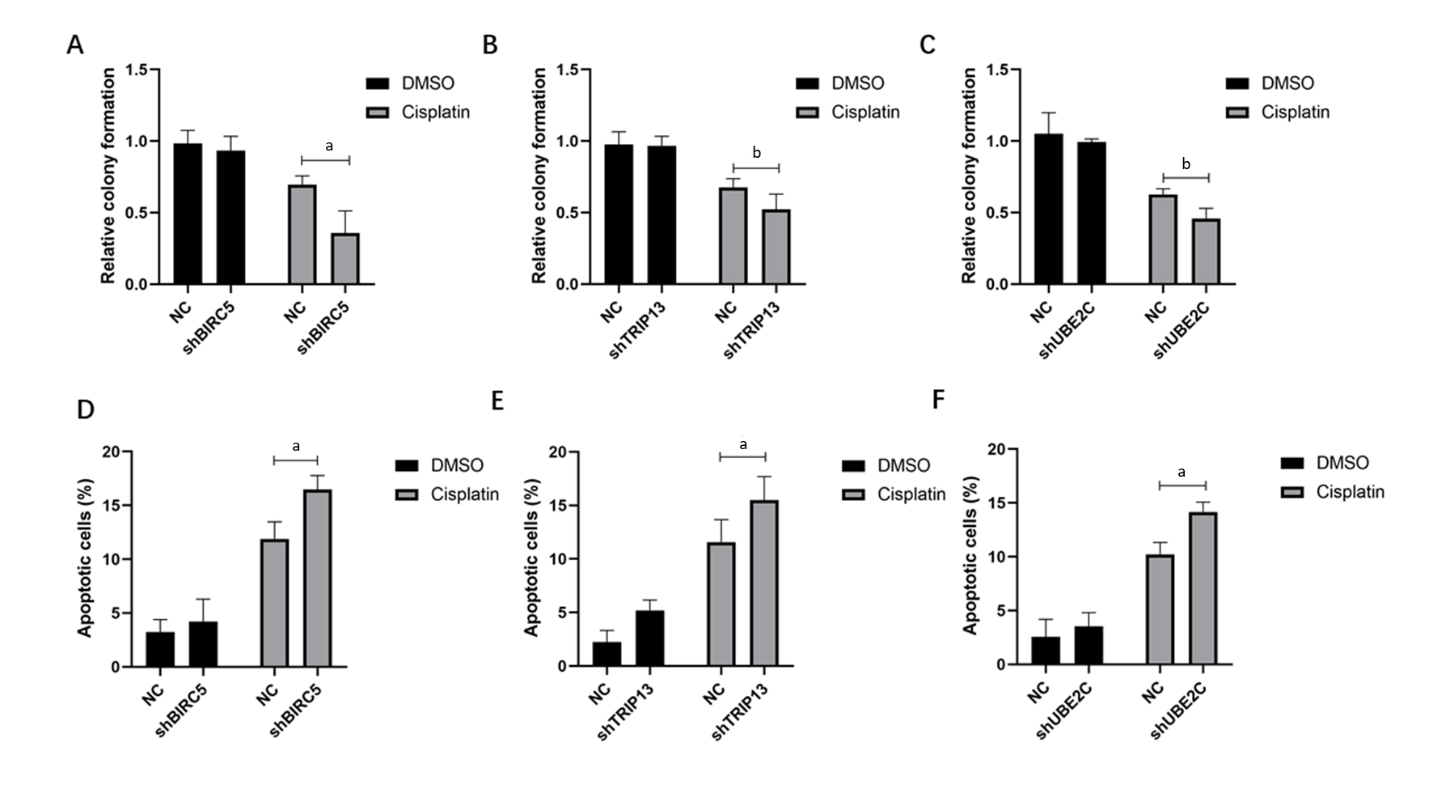 A
Relative colony formation
1.5
1.0
0.5
0.0
DMSO
Cisplatin
a
NC
shBIRC5
NC
shBIRC5
B
Relative colony formation
1.5
1.0
0.5
0.0
DMSO
Cisplatin
b
NC
shTRIP13
NC
shTRIP13
C
Relative colony formation
1.5
1.0
0.5
0.0
DMSO
Cisplatin
b
NC
shUBE2C
NC
shUBE2C
D
Apoptotic cells (%)
20
15
10
5
0
DMSO
Cisplatin
a
NC
shBIRC5
NC
shBIRC5
E
Apoptotic cells (%)
20
15
10
5
0
DMSO
Cisplatin
a
NC
shTRIP13
NC
shTRIP13
F
Apoptotic cells (%)
20
15
10
5
0
DMSO
Cisplatin
a
NC
shUBE2C
NC
shUBE2C